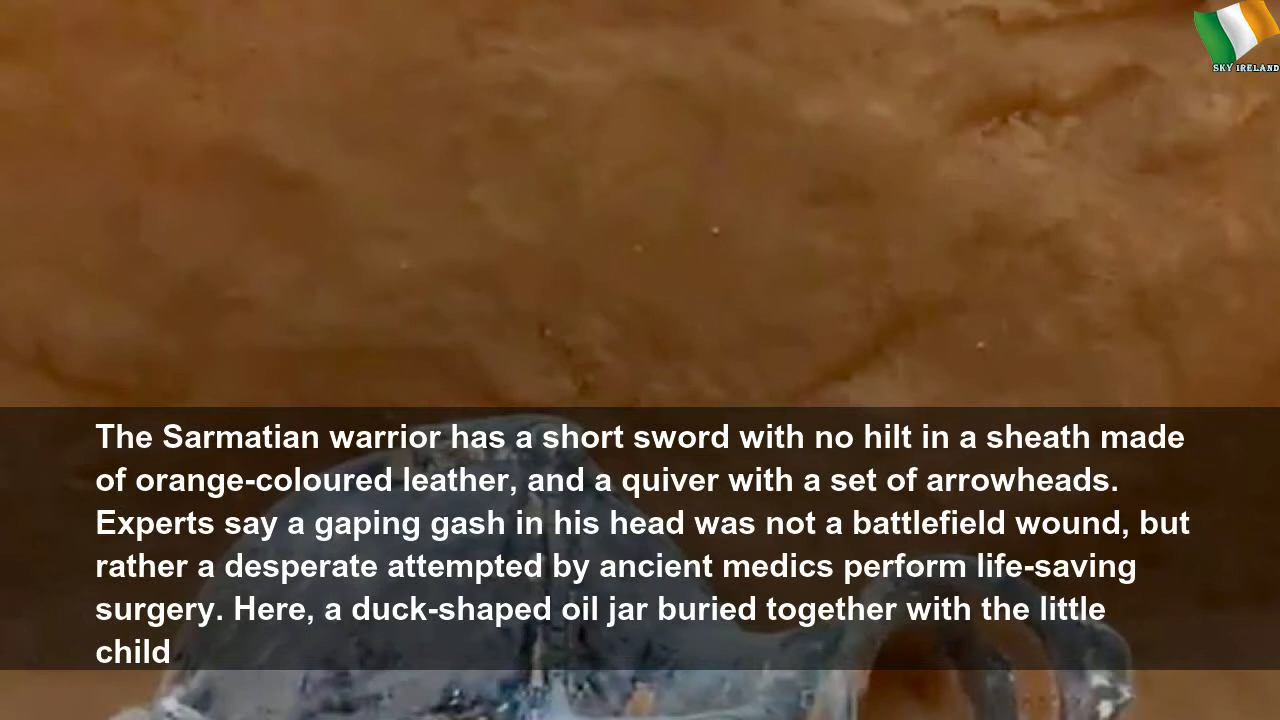 SKY IRELAND
The Sarmatian warrior has a short sword with no hilt in a sheath made
of orange-coloured leather, and a quiver with a set of arrowheads.
Experts say a gaping gash in his head was not a battlefield wound, but
rather a desperate attempted by ancient medics perform life-saving
surgery. Here, a duck-shaped oil jar buried together with the little
child